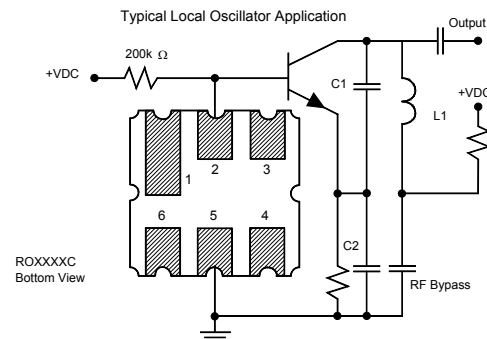 Typical Local Oscillator Application
Output
200k Ω
+VDC
C1
+VDC
L1
1
2
3
6
5
4
C2
ROXXXXC
Bottom View
RF Bypass